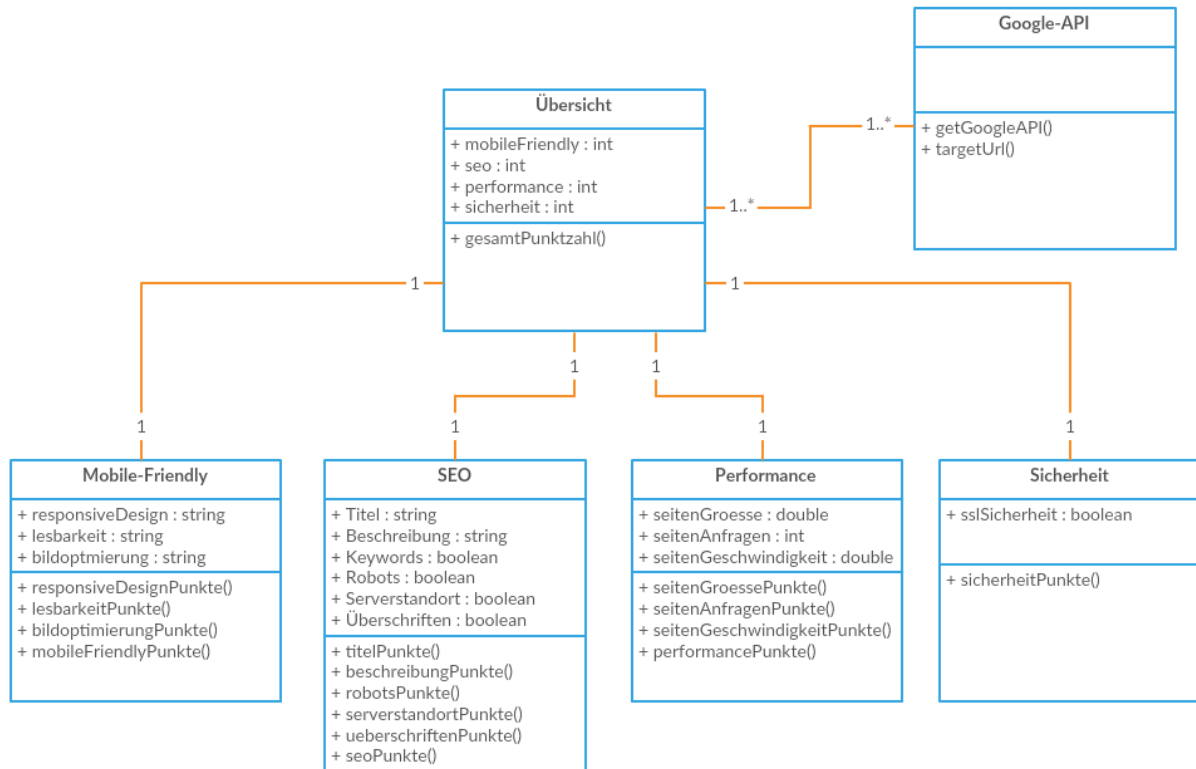 Google-API
+ getGoogleAPI()
+ targetUrl()
Übersicht
+ mobileFriendly : int
+ seo : int
+ performance : int
+ sicherheit : int
+ gesamtPunktzahl()
1..*
1..*
1
1
1
1
1
1
1
1
Mobile-Friendly
+ responsiveDesign : string
+ lesbarkeit : string
+ bildoptmierung : string
+ responsiveDesignPunkte()
+ lesbarkeitPunkte()
+ bildoptimierungPunkte()
+ mobileFriendlyPunkte()
SEO
+ Titel : string
+ Beschreibung : string
+ Keywords : boolean
+ Robots : boolean
+ Serverstandort : boolean
+ Überschriften : boolean
+ titelPunkte()
+ beschreibungPunkte()
+ robotsPunkte()
+ serverstandortPunkte()
+ ueberschriftenPunkte()
+ seoPunkte()
Performance
+ seitenGroesse : double
+ seitenAnfragen : int
+ seitenGeschwindigkeit : double
+ seitenGroessePunkte()
+ seitenAnfragenPunkte()
+ seitenGeschwindigkeitPunkte()
+ performancePunkte()
Sicherheit
+ sslSicherheit : boolean
+ sicherheitPunkte()